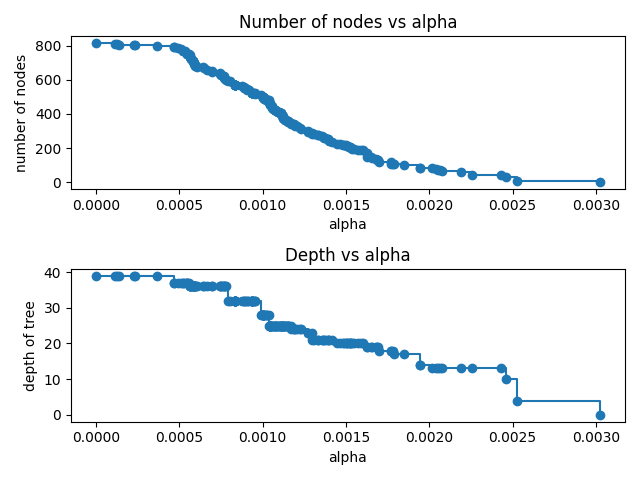 Number of nodes vs alpha
number of nodes
800
600
400
200
0
0.0000 0.0005 0.0010 0.0015 0.0020 0.0025 0.0030
alpha
Depth vs alpha
depth of tree
40
30
20
10
0
0.0000 0.0005 0.0010 0.0015 0.0020 0.0025 0.0030
alpha